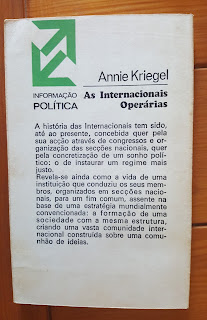 Annie Kriegel
INFORMAÇÃO
POLÍTICA
As Internacionais
Operárias
A história das Internacionais tem sido,
até ao presente, concebida quer pela
sua acção através de congressos e or-
ganização das secções nacionais, quer
pela concretização de um sonho polí-
tico: o de instaurar um regime mais
justo.
Revela-se ainda como a vida de uma
instituição que conduziu os seus mem-
bros, organizados em secções nacio-
nais, para um fim comum, assente na
base de uma estratégia mundialmente
convencionada: a formação de uma
sociedade com a mesma estrutura,
criando uma vasta comunidade inter-
nacional construída sobre uma comu-
nhão de ideias.